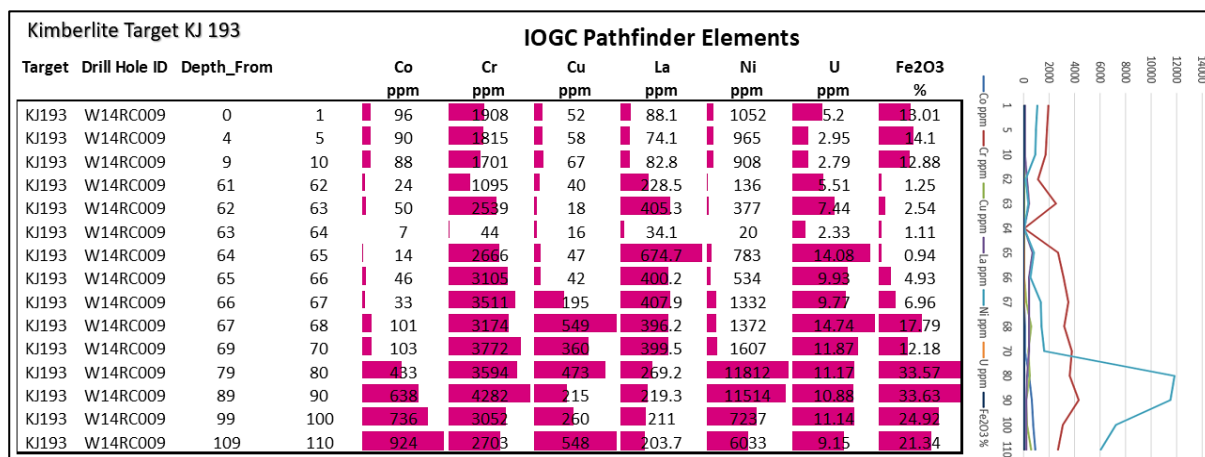 Kimberlite Target KJ 193
IOGC Pathfinder Elements
Target Drill Hole ID Depth_From Co Cr Cu La Ni U Fe2O3
ppm ppm ppm ppm ppm ppm %
KJ193 W14RC009 0 1 96 1908 52 88.1 1052 5.2 13.01
KJ193 W14RC009 4 5 90 1815 58 74.1 965 2.95 14.1
KJ193 W14RC009 9 10 88 1701 67 82.8 908 2.79 12.88
KJ193 W14RC009 61 62 24 1095 40 228.5 136 5.51 1.25
KJ193 W14RC009 62 63 50 2539 18 405.3 377 7.44 2.54
KJ193 W14RC009 63 64 7 44 16 34.1 20 2.33 1.11
KJ193 W14RC009 64 65 14 2666 47 674.7 783 14.08 0.94
KJ193 W14RC009 65 66 46 3105 42 400.2 534 9.93 4.93
KJ193 W14RC009 66 67 33 3511 195 407.9 1332 9.77 6.96
KJ193 W14RC009 67 68 101 3174 549 396.2 1372 14.74 17.79
KJ193 W14RC009 69 70 103 3772 360 399.5 1607 11.87 12.18
KJ193 W14RC009 79 80 433 3594 473 269.2 11812 11.17 33.57
KJ193 W14RC009 89 90 638 4282 215 219.3 11514 10.88 33.63
KJ193 W14RC009 99 100 736 3052 260 211 7237 11.14 24.92
KJ193 W14RC009 109 110 924 2703 548 203.7 6033 9.15 21.34
Co ppm Cr ppm Cu ppm La ppm Ni ppm U ppm Fe2O3 %
0 2000 4000 6000 8000 10000 12000 14000
1 5 10 62 63 64 65 66 67 68 70 80 90 100 110